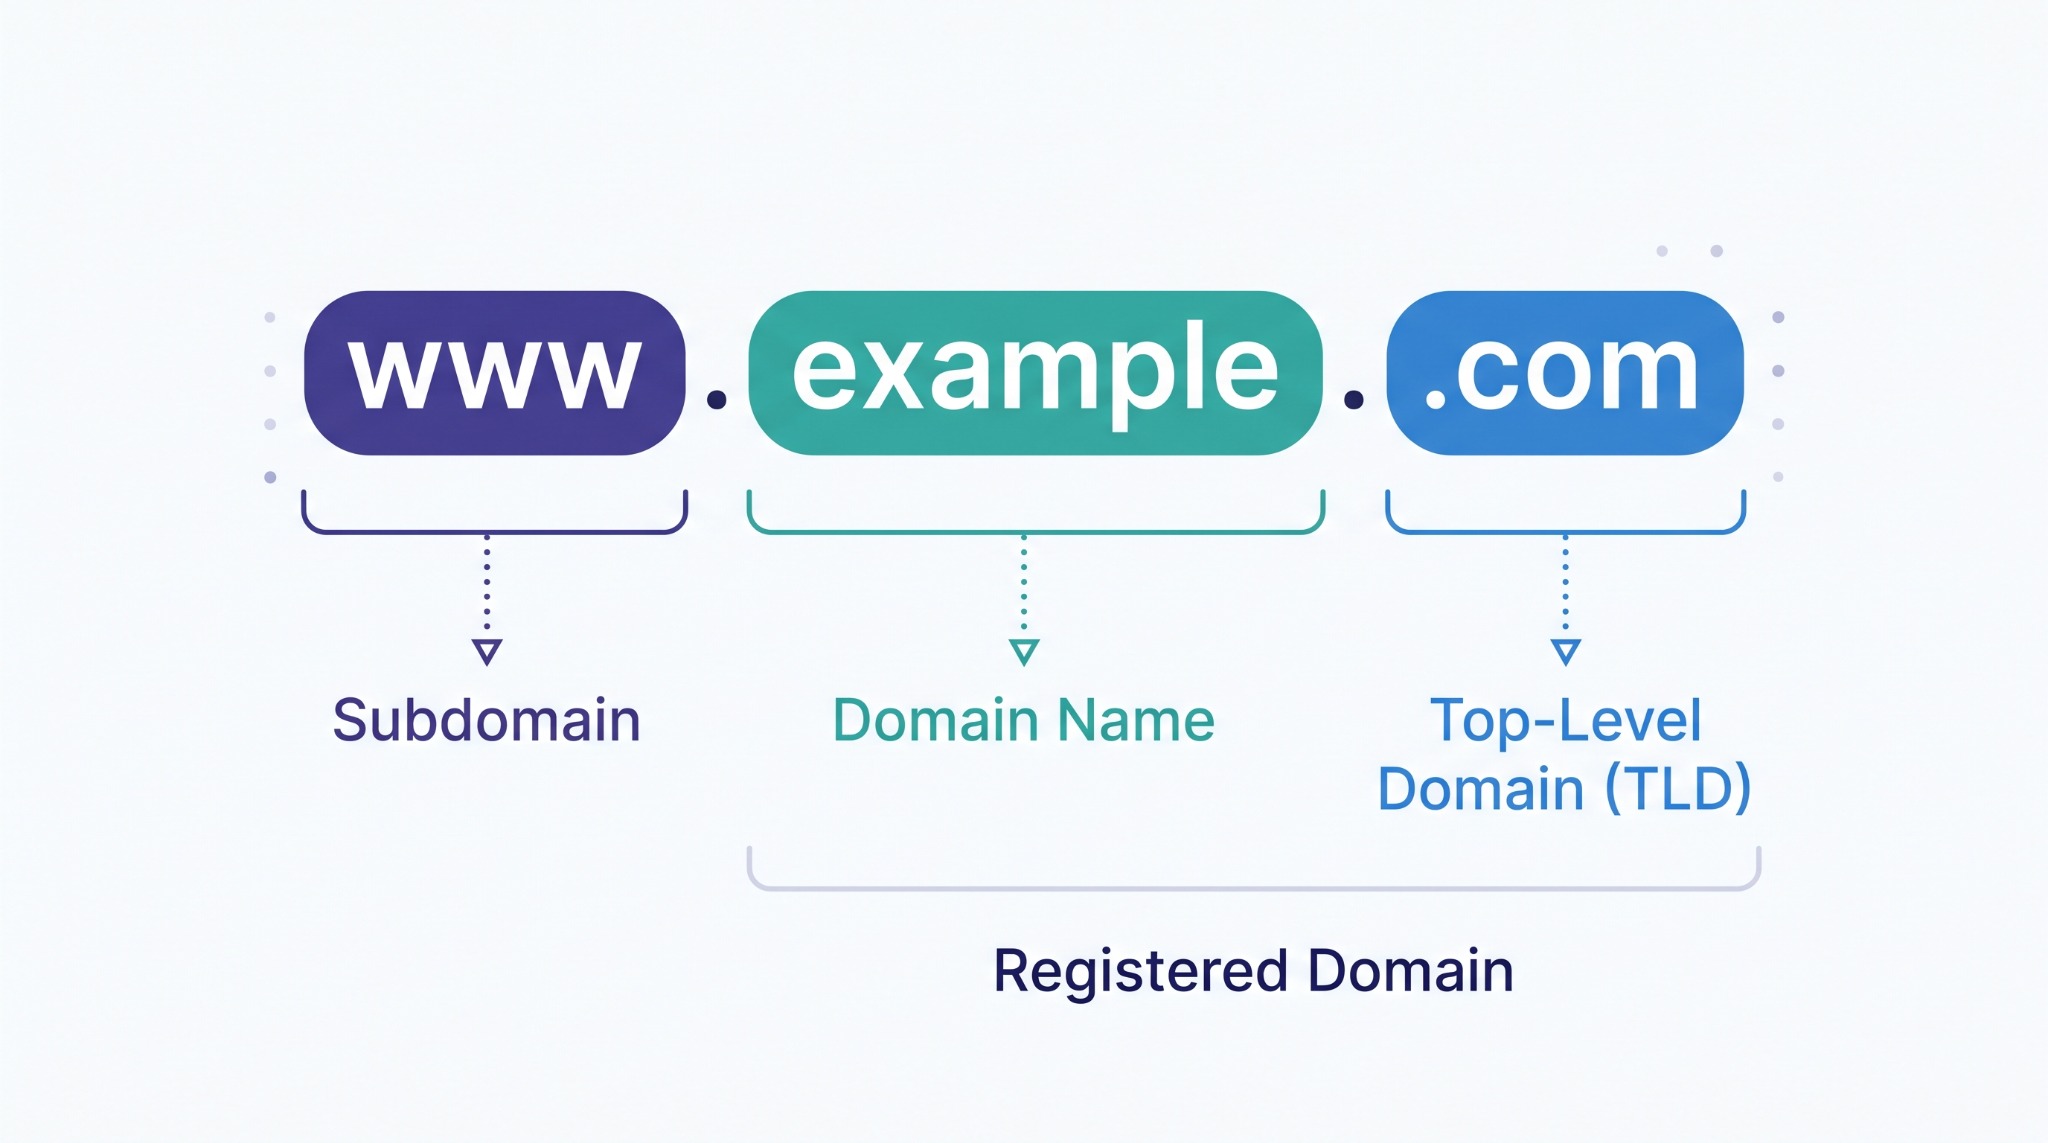 www . example . .com
Subdomain Domain Name Top-Level
Domain (TLD)
Registered Domain